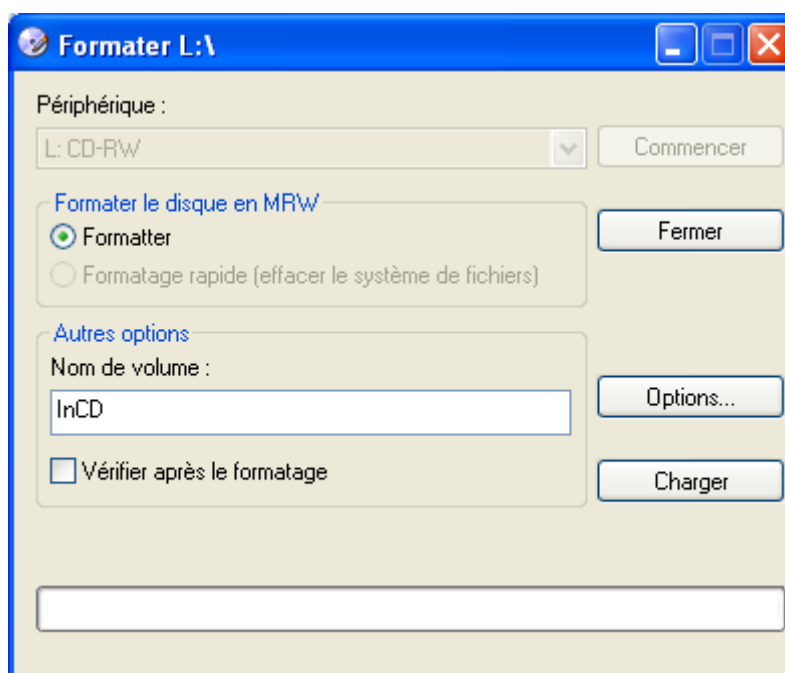 Formater L:\
Périphérique :
L: CD-RW
Commencer
Formater le disque en MRW
Formatter
Fermer
Formatage rapide (effacer le système de fichiers)
Autres options
Nom de volume :
InCD
Options...
Vérifier après le formatage
Charger